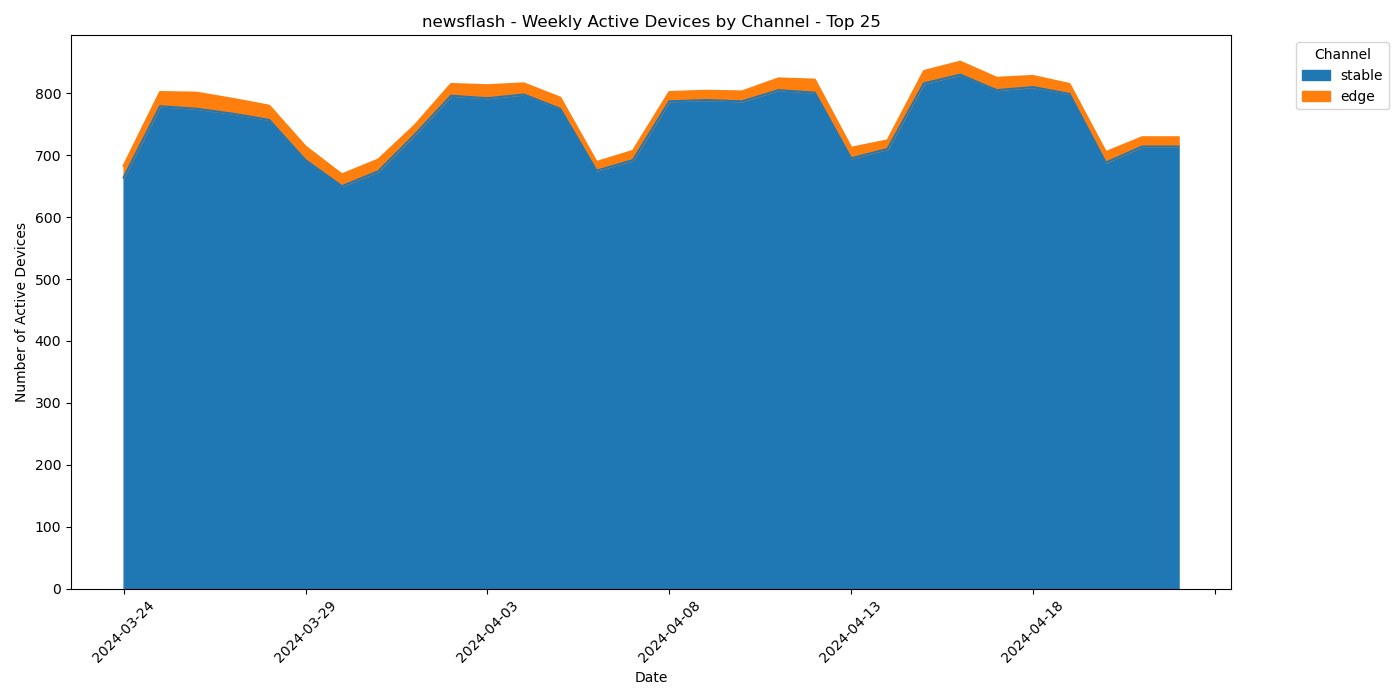 newsflash - Weekly Active Devices by Channel - Top 25
Channel
stable
edge
Number of Active Devices
800
700
600
500
400
300
200
100
0
2024-03-24
2024-03-29
2024-04-03
2024-04-08
2024-04-13
2024-04-18
Date